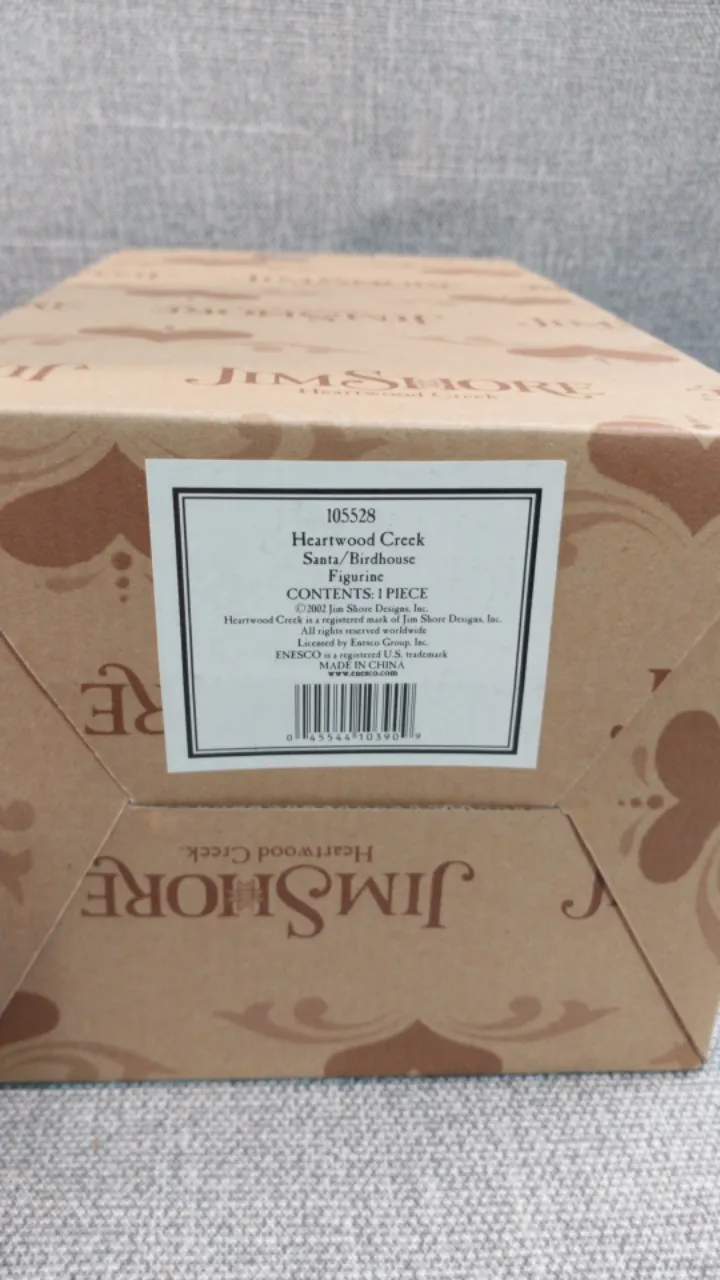 JIM SHORE
Heartwood Creek
105528
Heartwood Creek
Santa/Birdhouse
Figurine
CONTENTS: 1 PIECE
©2002 Jim Shore Designs, Inc.
Heartwood Creek is a registered mark of Jim Shore Designs, Inc.
All rights reserved worldwide
Licensed by Enesco Group, Inc.
ENESCO is a registered U.S. trademark
MADE IN CHINA
www.enesco.com
0 45544 10390 9
RE
Heartwood Creek
JIM SHORE
J